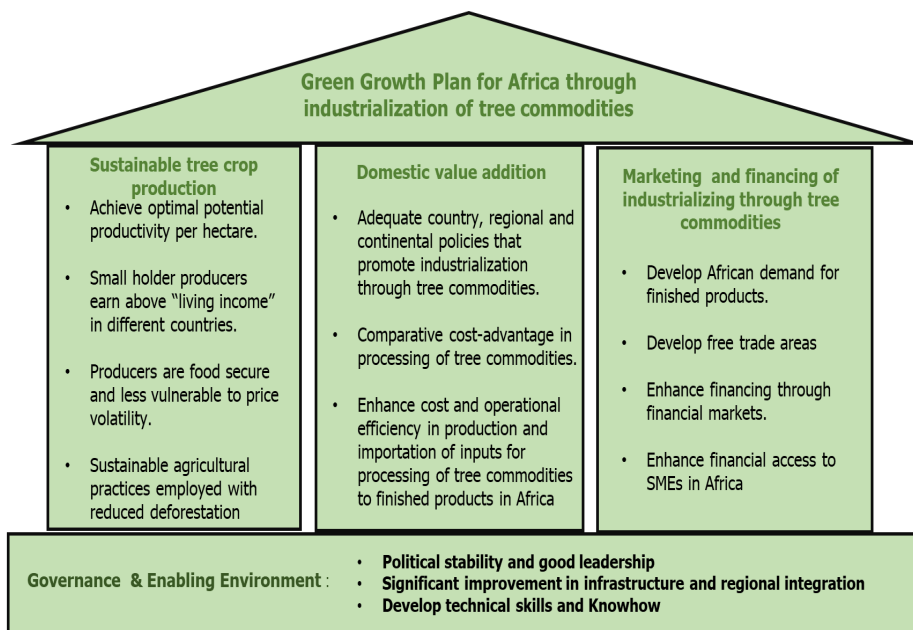 Green Growth Plan for Africa through
industrialization of tree commodities
Sustainable tree crop
production
• Achieve optimal potential
productivity per hectare.
• Small holder producers
earn above “living income”
in different countries.
• Producers are food secure
and less vulnerable to price
volatility.
• Sustainable agricultural
practices employed with
reduced deforestation
Domestic value addition
• Adequate country, regional and
continental policies that
promote industrialization
through tree commodities.
• Comparative cost-advantage in
processing of tree commodities.
• Enhance cost and operational
efficiency in production and
importation of inputs for
processing of tree commodities
to finished products in Africa
Marketing and financing of
industrializing through tree
commodities
• Develop African demand for
finished products.
• Develop free trade areas
• Enhance financing through
financial markets.
• Enhance financial access to
SMEs in Africa
Governance & Enabling Environment :
• Political stability and good leadership
• Significant improvement in infrastructure and regional integration
• Develop technical skills and Knowhow